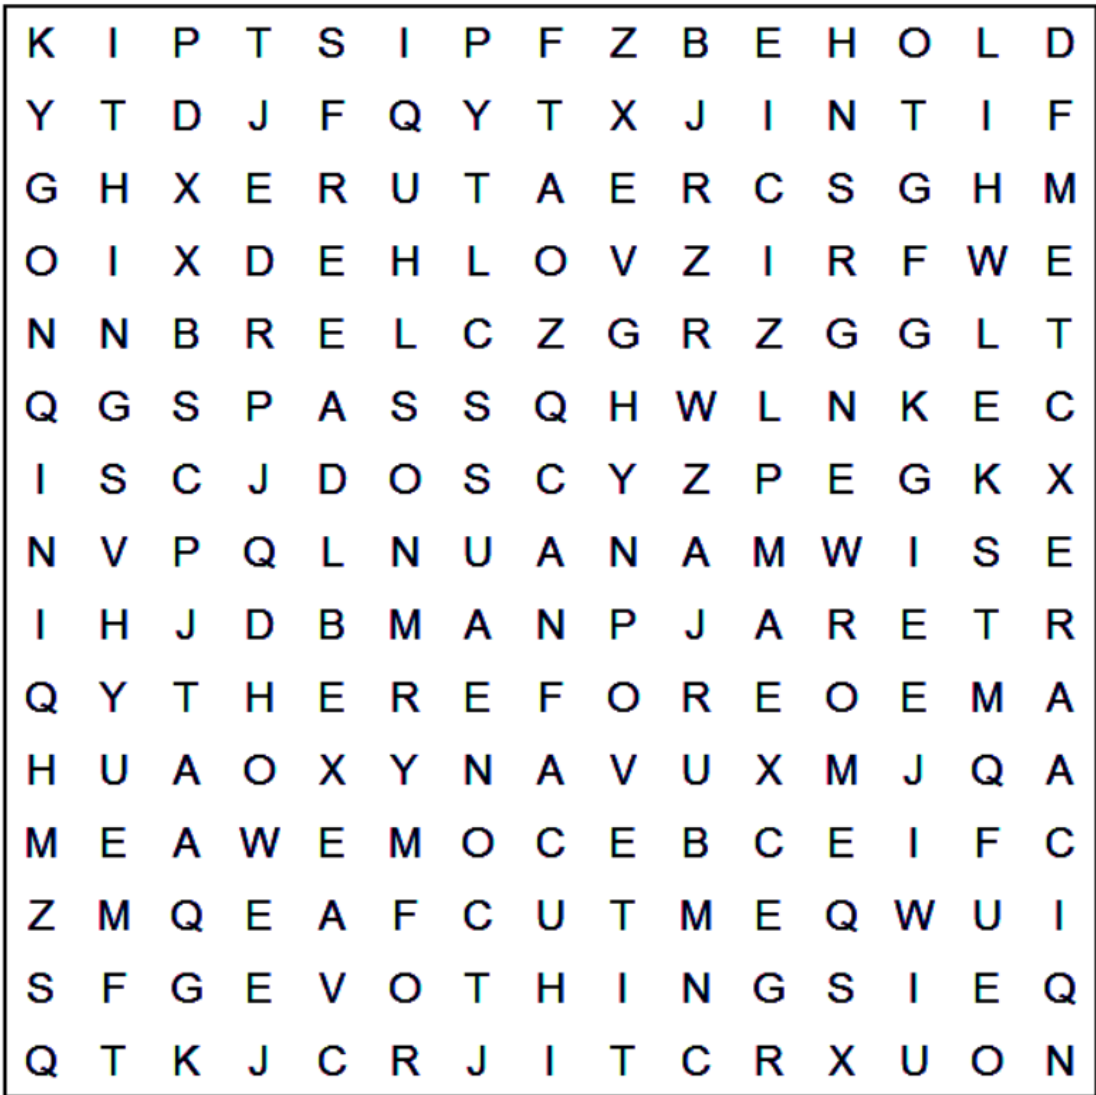 K I P T S I P F Z B E H O L D
Y T D J F Q Y T X J I N T I F
G H X E R U T A E R C S G H M
O I X D E H L O V Z I R F W E
N N B R E L C Z G R Z G G L T
Q G S P A S S Q H W L N K E C
I S C J D O S C Y Z P E G K X
N V P Q L N U A N A M W I S E
I H J D B M A N P J A R E T R
Q Y T H E R E F O R E O E M A
H U A O X Y N A V U X M J Q A
M E A W E M O C E B C E I F C
Z M Q E A F C U T M E Q W U I
S F G E V O T H I N G S I E Q
Q T K J C R J I T C R X U O N